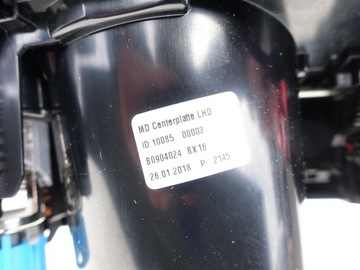 MD Centerplatte LHD
ID:10085 00003
B0904024 BX16
26.01.2018 P: 2145